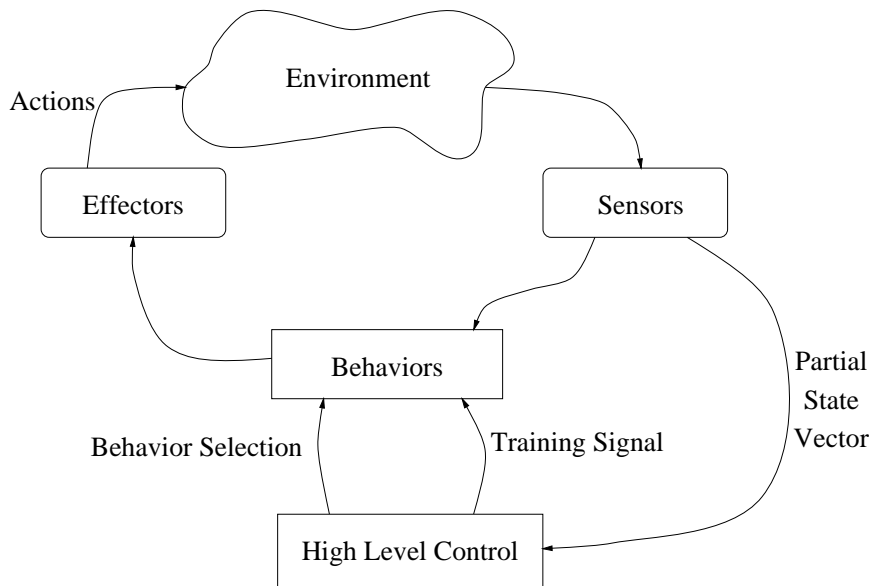 Environment
Actions
Effectors
Sensors
Behaviors
Partial
State
Vector
Behavior Selection
Training Signal
High Level Control